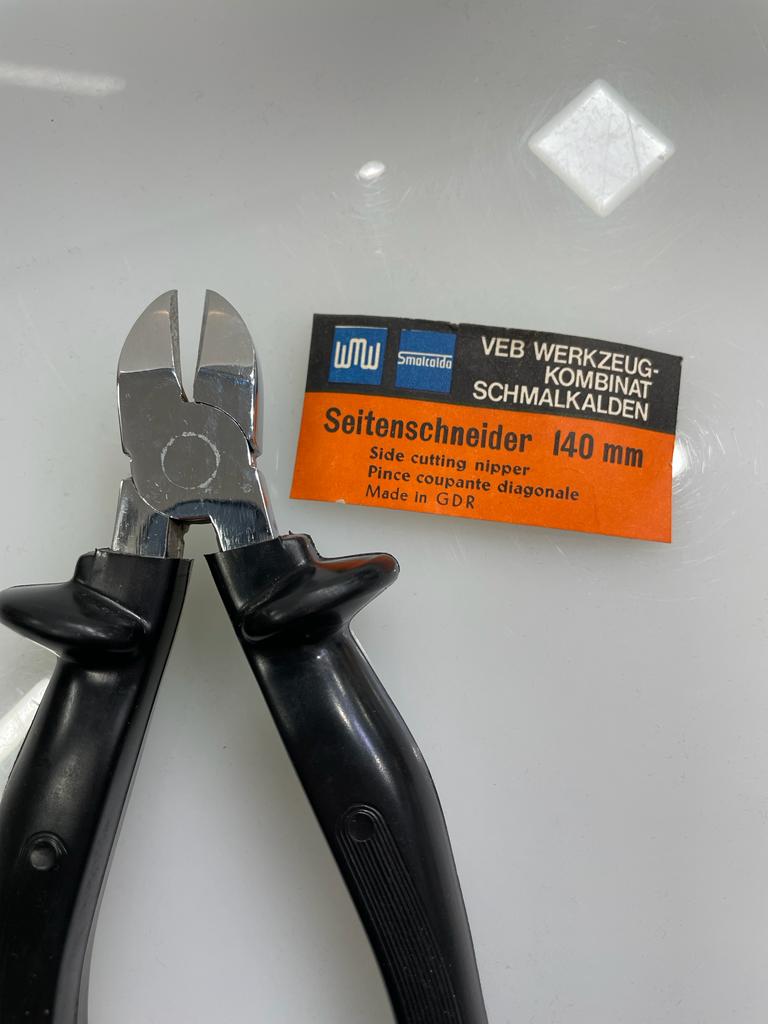 WMW
Smalcalda
VEB WERKZEUG-
KOMBINAT
SCHMALKALDEN
Seitenschneider 140 mm
Side cutting nipper
Pince coupante diagonale
Made in GDR